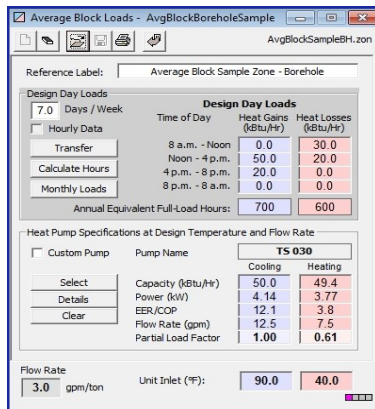 Average Block Loads - AvgBlockBoreholeSample
AvgBlockSampleBH.zon
Reference Label: Average Block Sample Zone - Borehole
Design Day Loads
7.0 Days / Week
Design Day Loads
Hourly Data
Time of Day Heat Gains Heat Losses
(kBtu/Hr) (kBtu/Hr)
Transfer
8 a.m. - Noon 0.0 30.0
Calculate Hours
Noon - 4 p.m. 50.0 20.0
4 p.m. - 8 p.m. 20.0 0.0
Monthly Loads
8 p.m. - 8 a.m. 0.0 0.0
Annual Equivalent Full-Load Hours: 700 600
Heat Pump Specifications at Design Temperature and Flow Rate
Custom Pump Pump Name TS 030
Cooling Heating
Select
Capacity (kBtu/Hr) 50.0 49.4
Details
Power (kW) 4.14 3.77
Clear
EER/COP 12.1 3.8
Flow Rate (gpm) 12.5 7.5
Partial Load Factor 1.00 0.61
Flow Rate
3.0 gpm/ton Unit Inlet (°F): 90.0 40.0